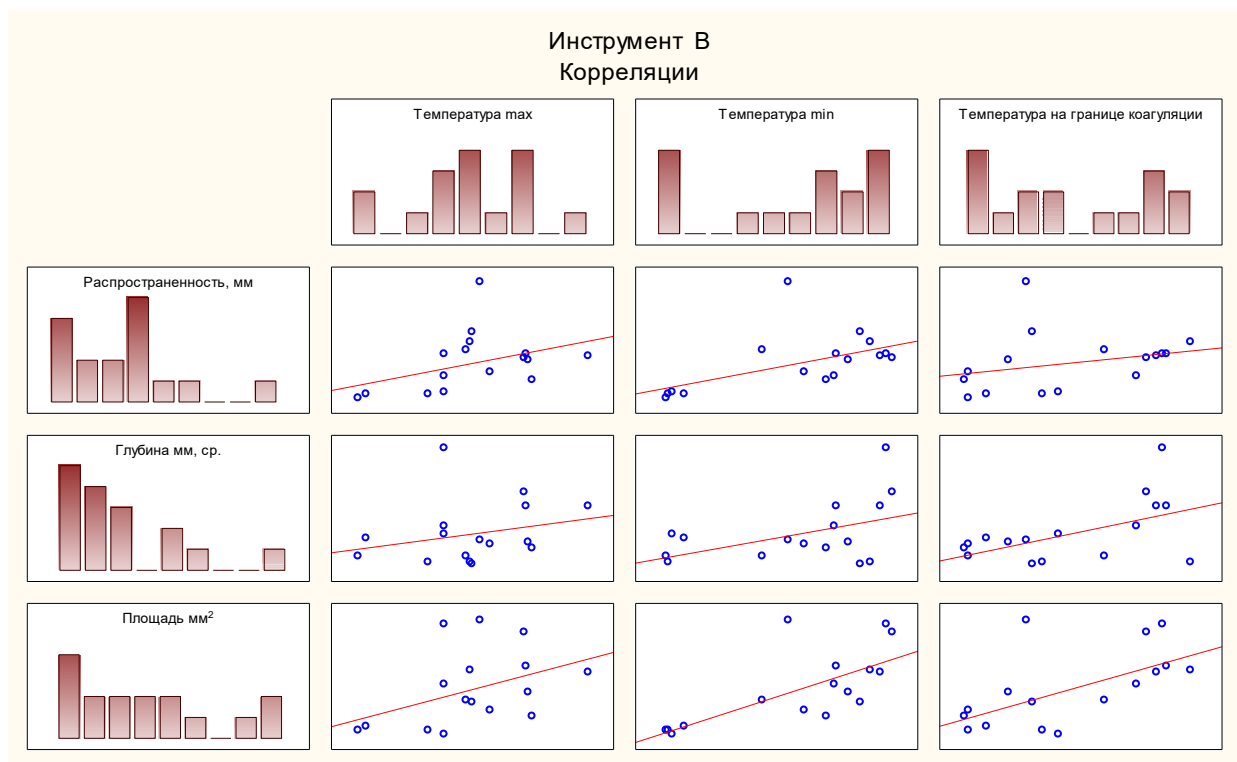 Инструмент В
Корреляции
Температура max
Температура min
Температура на границе коагуляции
Распространенность, мм
Глубина мм, ср.
Площадь мм²